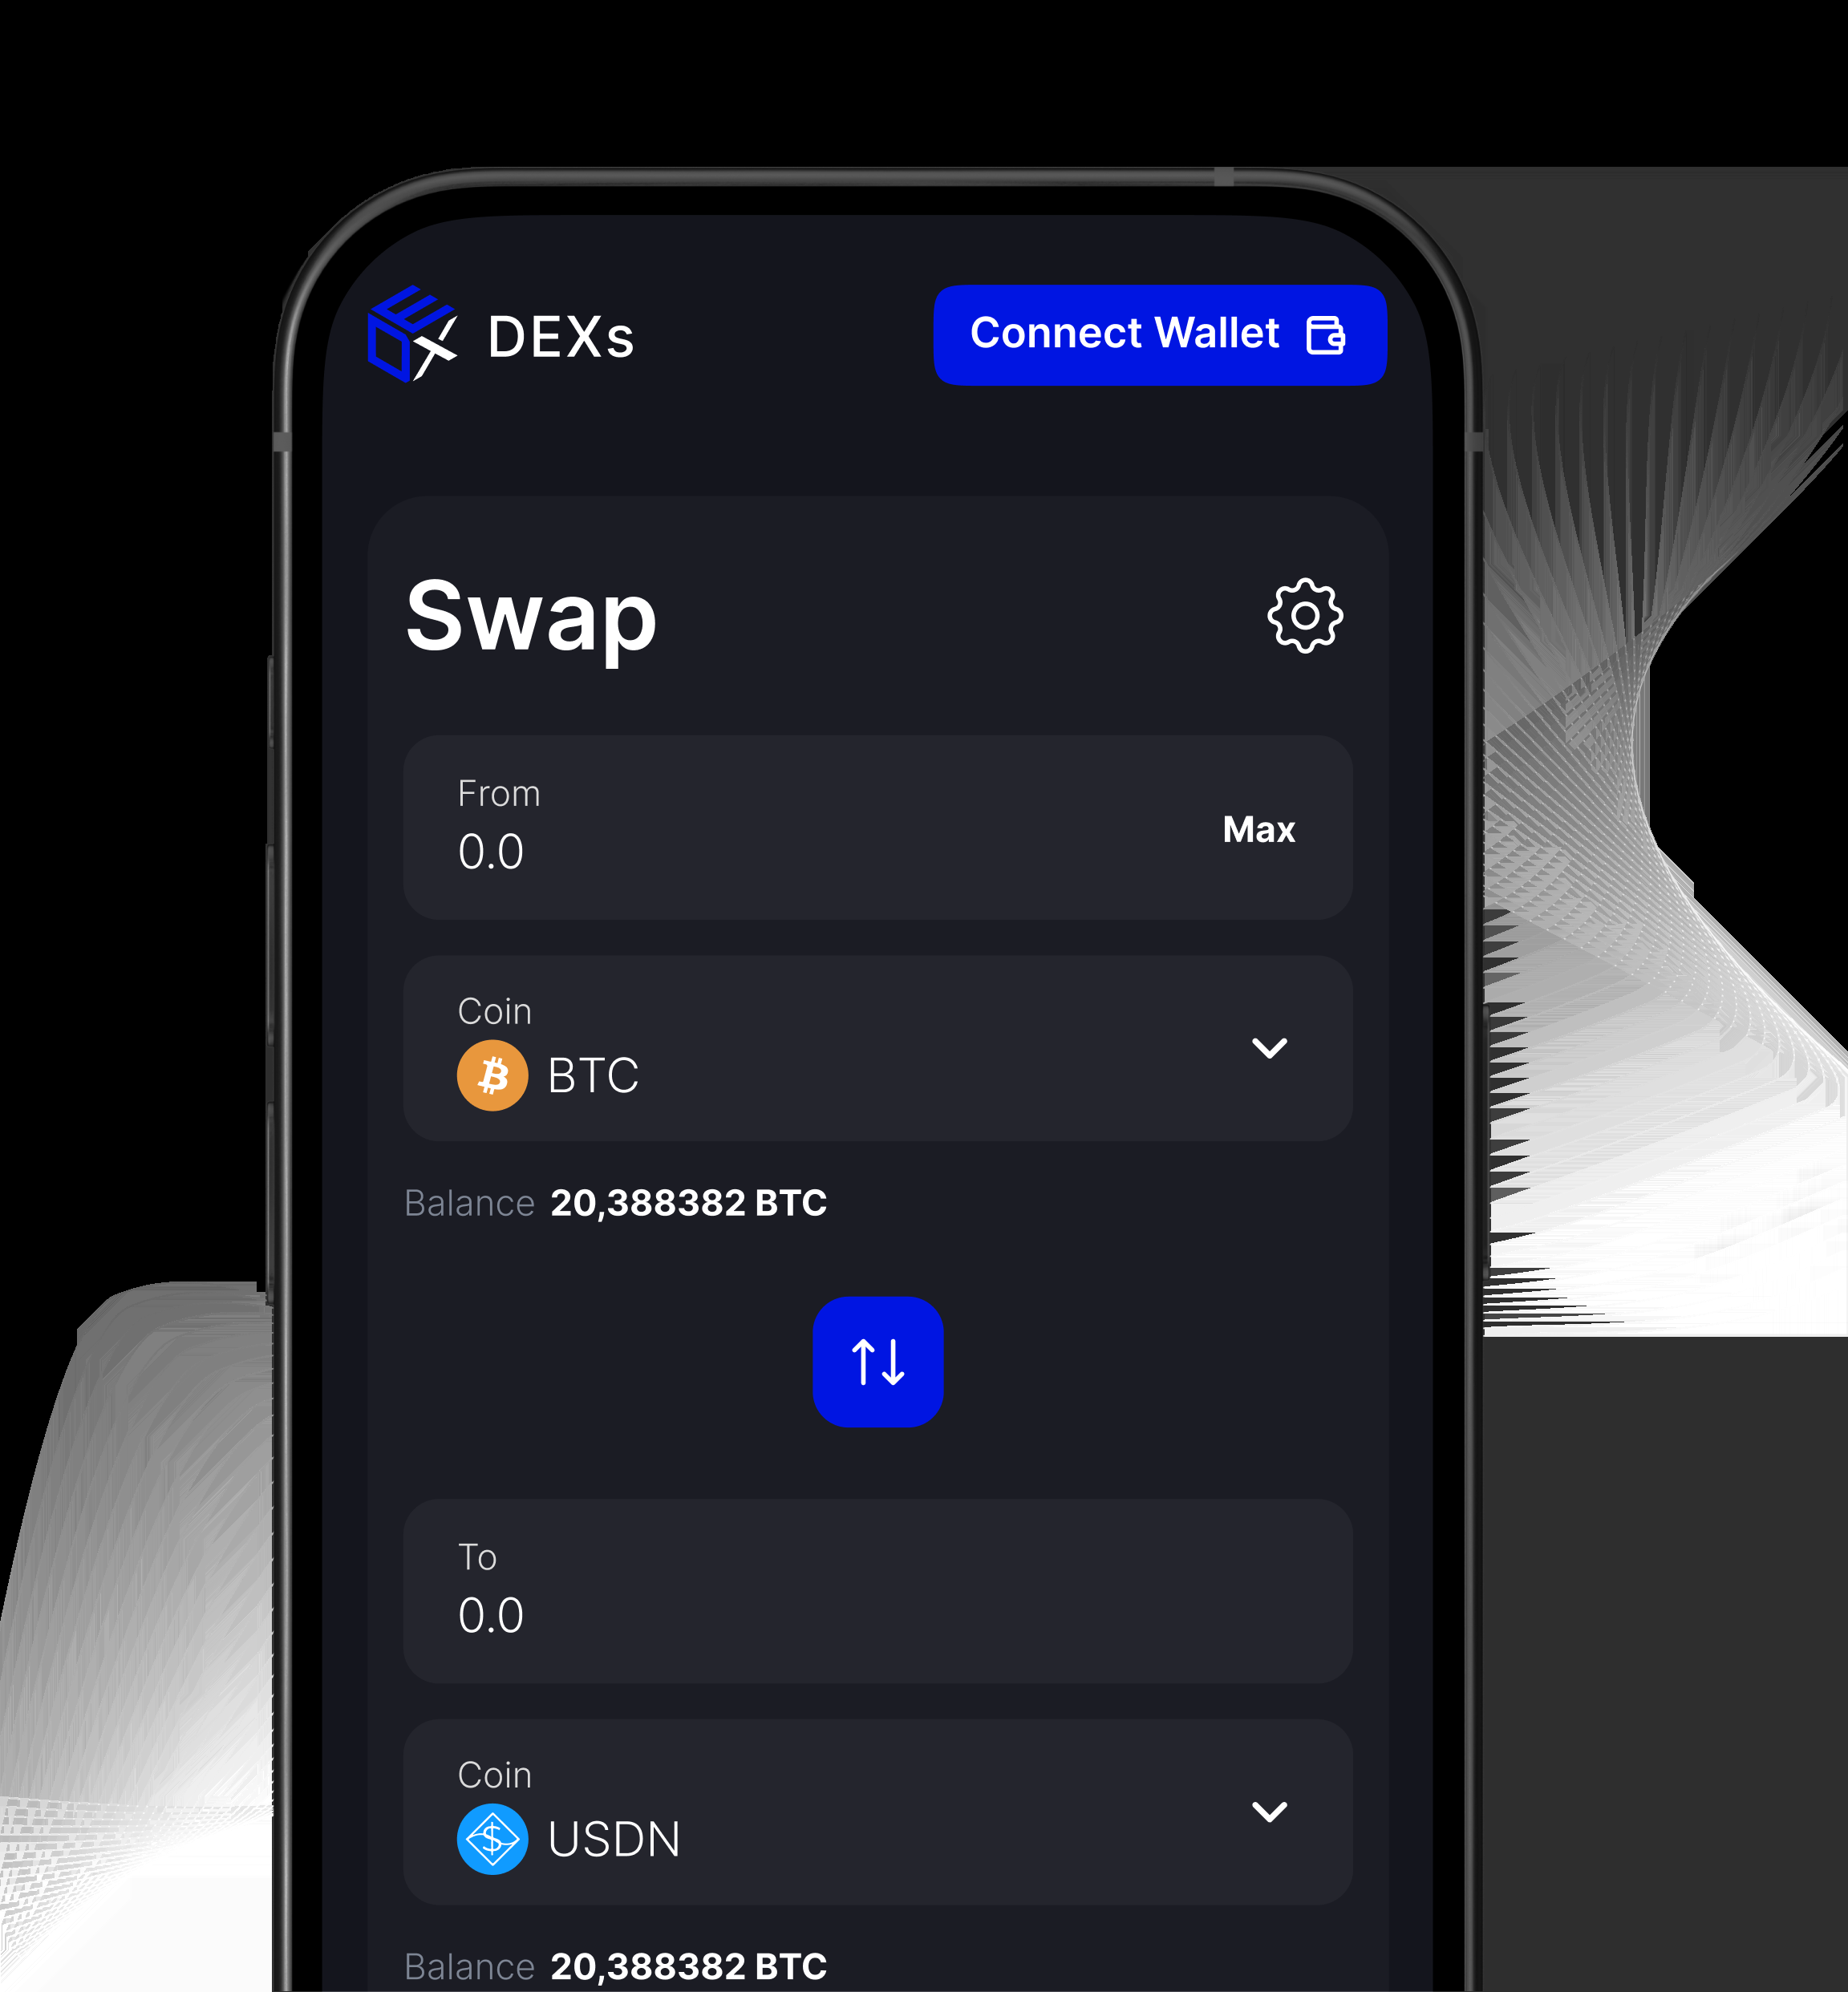 DEXs
Connect Wallet
Swap
From
0.0
Max
Coin
BTC
Balance 20,388382 BTC
To
0.0
Coin
USDN
Balance 20,388382 BTC